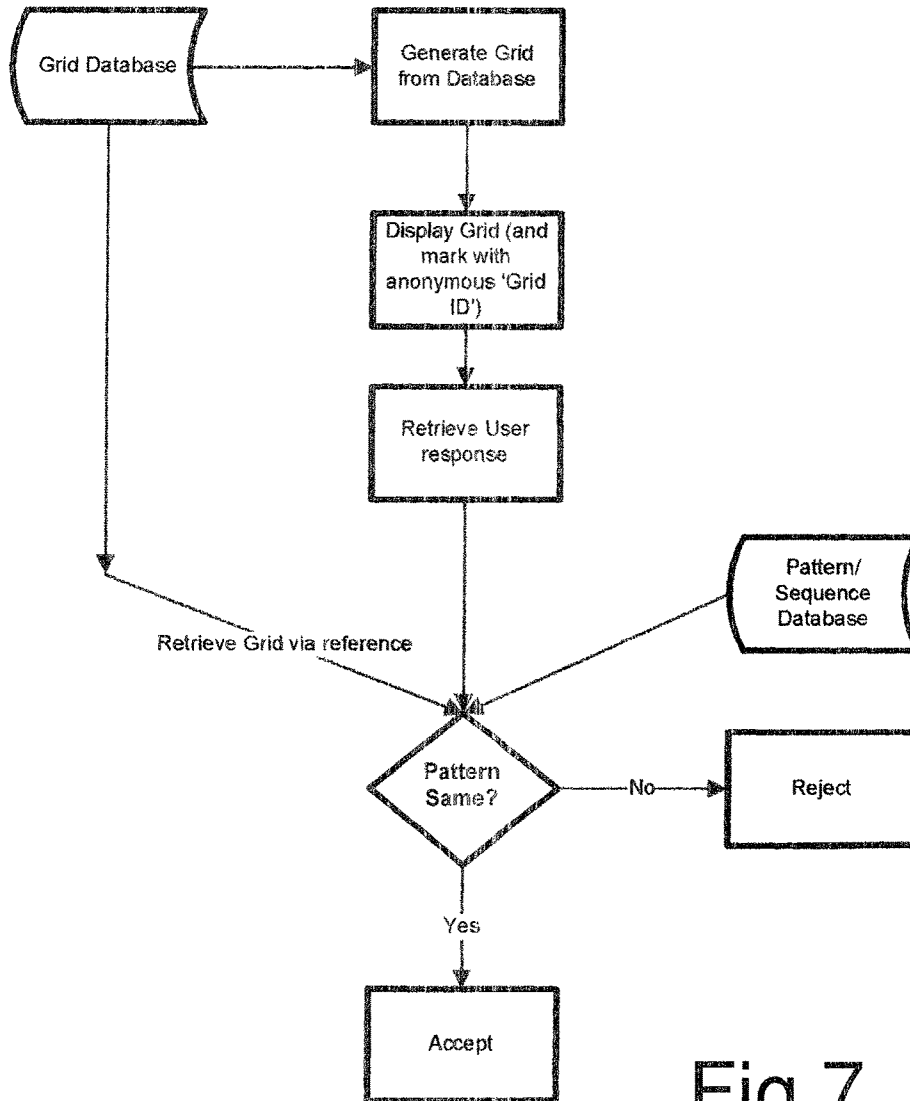 Grid Database
Generate Grid
from Database
Display Grid (and
mark with
anonymous 'Grid
ID')
Retrieve User
response
Pattern/
Sequence
Database
Retrieve Grid via reference
Pattern
Same?
No
Reject
Yes
Accept
Fig.7